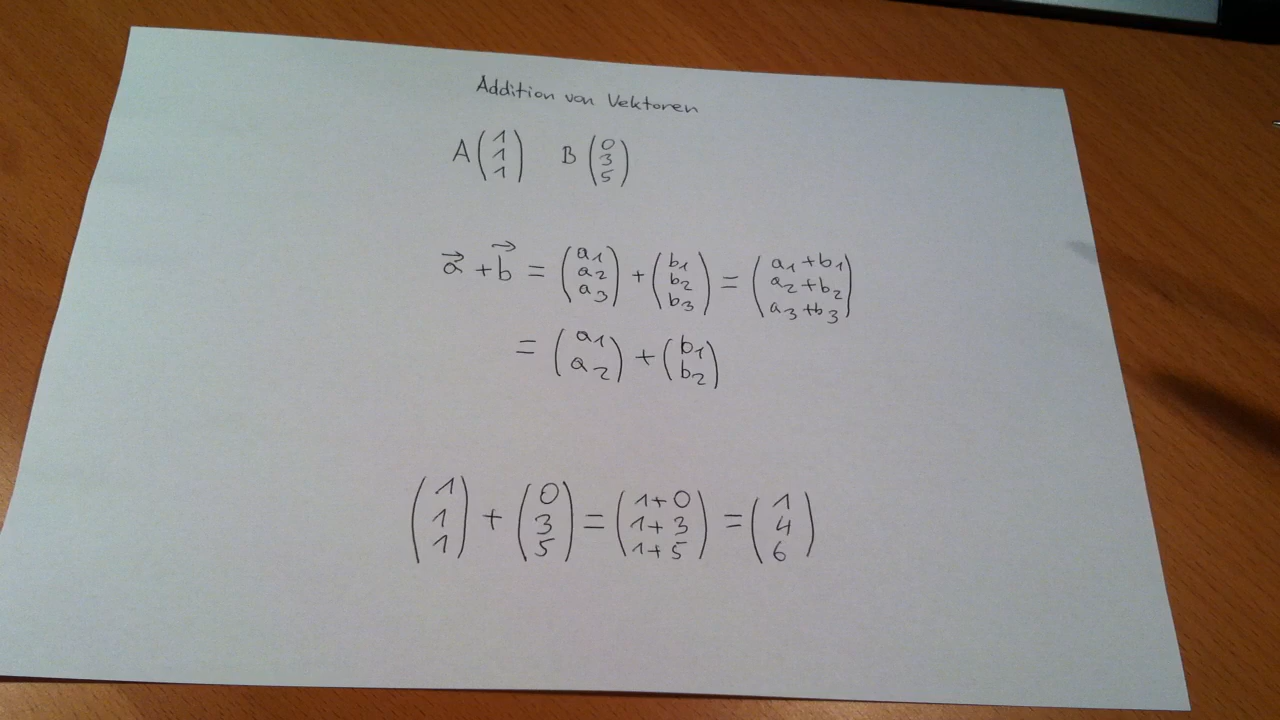 Addition von Vektoren
A (1 1 1) B (0 3 5)
a⃗ + b⃗ = (a₁ a₂ a₃) + (b₁ b₂ b₃) = (a₁+b₁ a₂+b₂ a₃+b₃)
= (a₁ a₂) + (b₁ b₂)
(1 1 1) + (0 3 5) = (1+0 1+3 1+5) = (1 4 6)